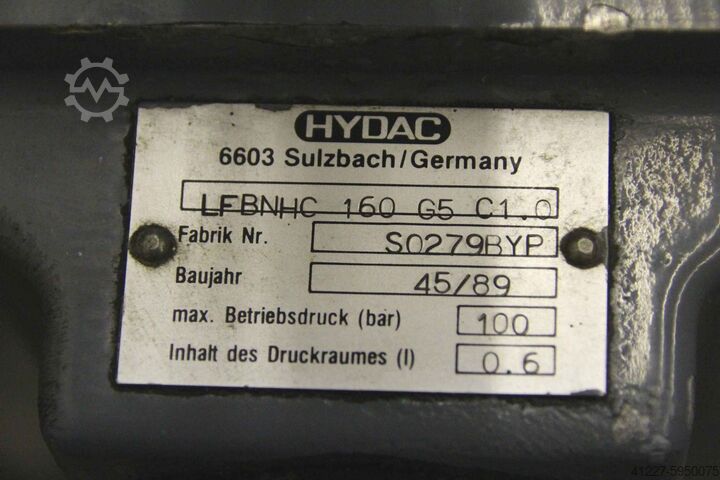 HYDAC
6603 Sulzbach/Germany
LFBNHC 160 G5 C1.0
Fabrik Nr. S0279BYP
Baujahr 45/89
max. Betriebsdruck (bar) 100
Inhalt des Druckraumes (l) 0.6
41227-5950075